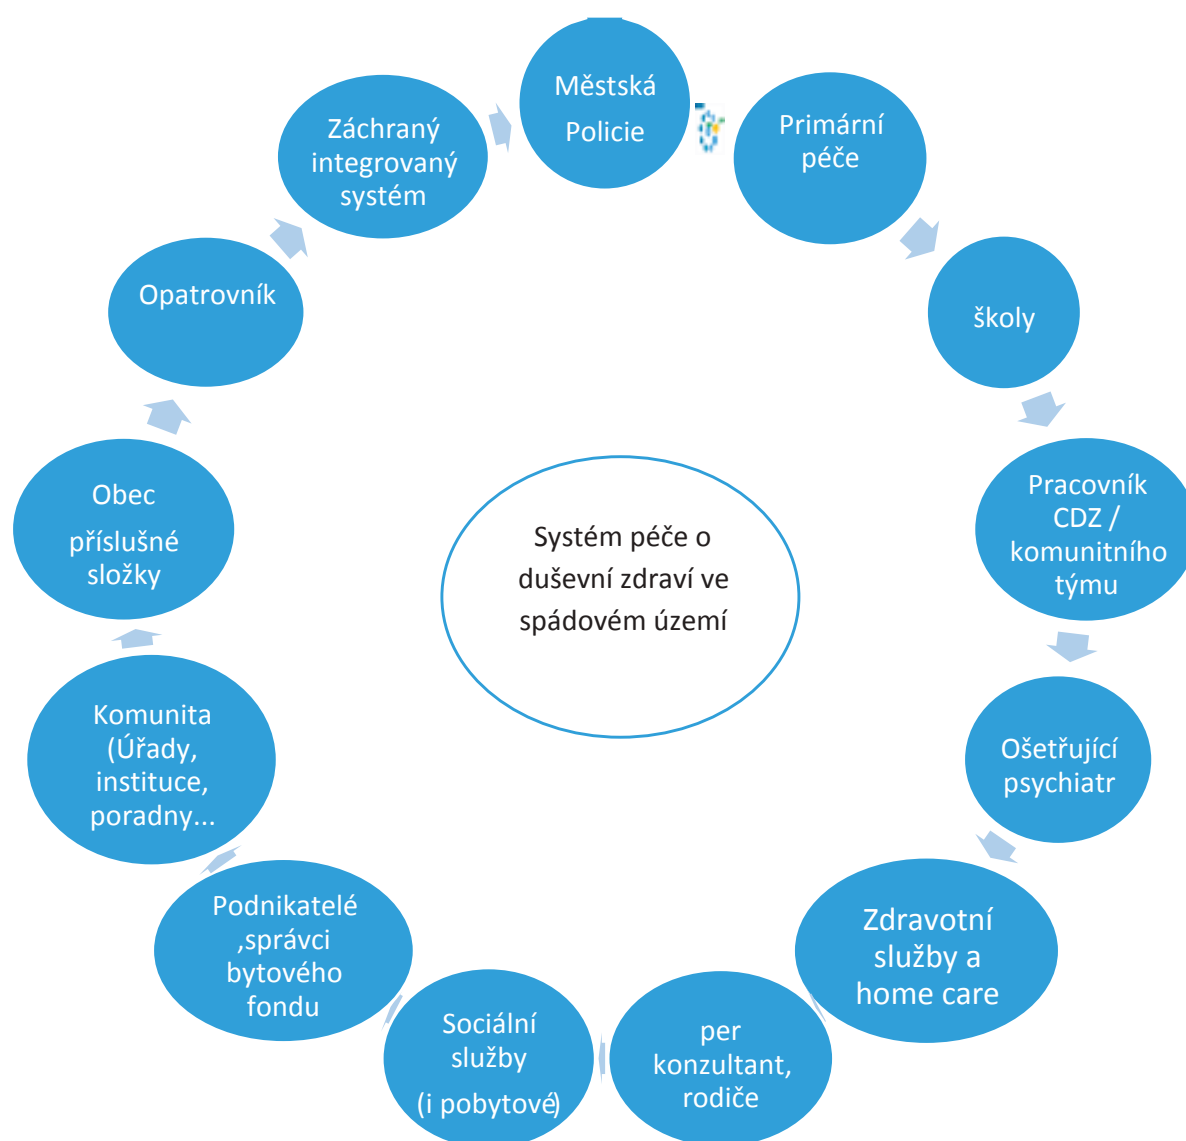 Městská
Policie
Primární
péče
školy
Pracovník
CDZ /
komunitního
týmu
Ošetřující
psychiatr
Zdravotní
služby a
home care
per
konzultant,
rodiče
Sociální
služby
(i pobytové)
Podnikatelé
,správci
bytového
fondu
Komunita
(Úřady,
instituce,
poradny...
Obec
příslušné
složky
Opatrovník
Záchraný
integrovaný
systém
Systém péče o
duševní zdraví ve
spádovém území